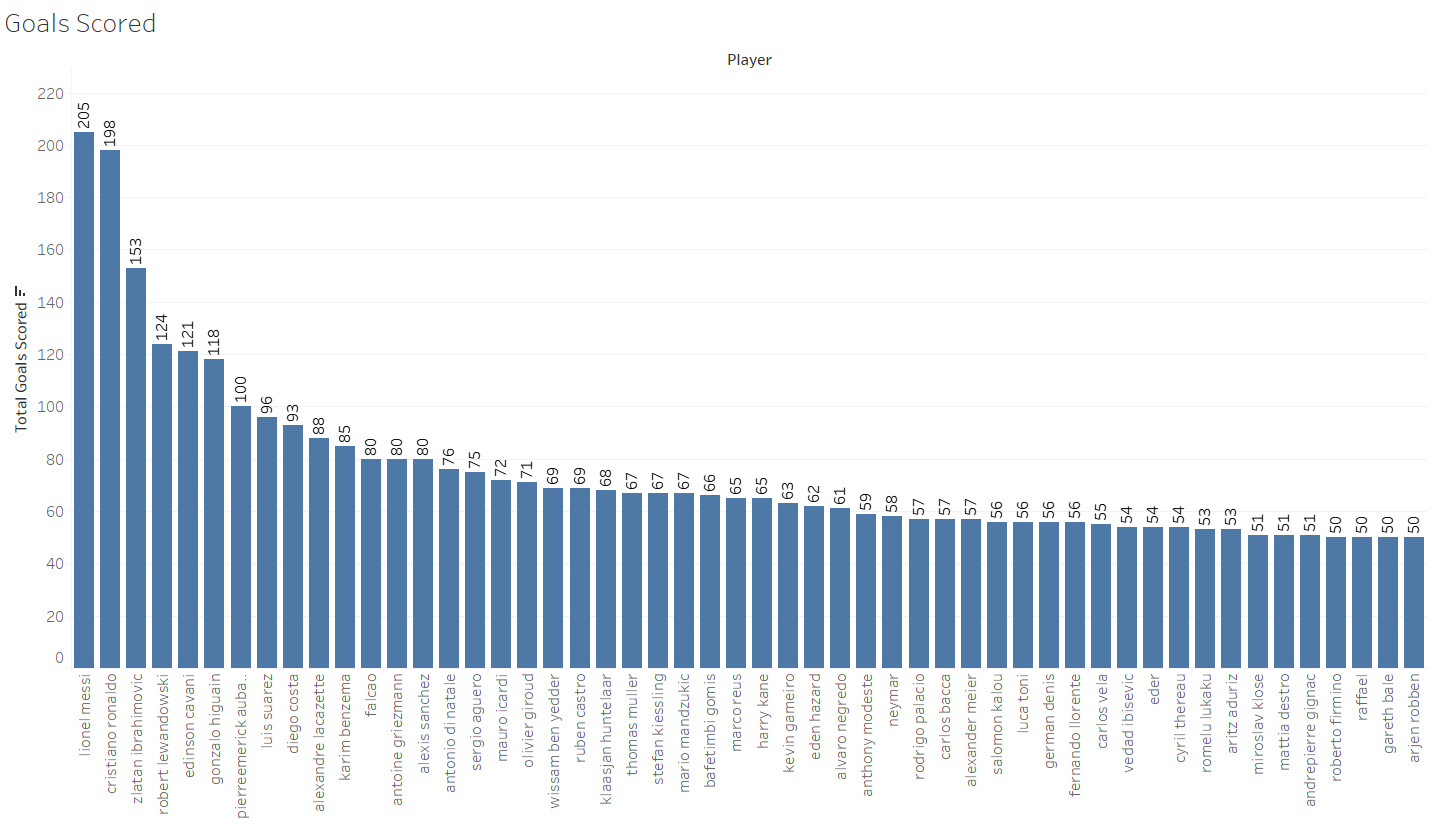 Goals Scored
Player
Total Goals Scored
220
200
180
160
140
120
100
80
60
40
20
0
205
198
153
124
121
118
100
96
93
88
85
80
80
80
76
75
72
71
69
69
68
67
67
67
66
65
65
63
62
61
59
58
57
57
57
56
56
56
56
55
54
54
54
53
53
51
51
51
50
50
50
50
lionel messi
cristiano ronaldo
zlatan ibrahimovic
robert lewandowski
edinson cavani
gonzalo higuain
pierreemerick auba..
luis suarez
diego costa
alexandre lacazette
karim benzema
falcao
antoine griezmann
alexis sanchez
antonio di natale
sergio aguero
mauro icardi
olivier giroud
wissam ben yedder
ruben castro
klaasjan huntelaar
thomas muller
stefan kiessling
mario mandzukic
bafetimbi gomis
marco reus
harry kane
kevin gameiro
eden hazard
alvaro negredo
anthony modeste
neymar
rodrigo palacio
carlos bacca
alexander meier
salomon kalou
luca toni
german denis
fernando llorente
carlos vela
vedad ibisevic
eder
cyril thereau
romelu lukaku
aritz aduriz
miroslav klose
mattia destro
andrepierre gignac
roberto firmino
raffael
gareth bale
arjen robben